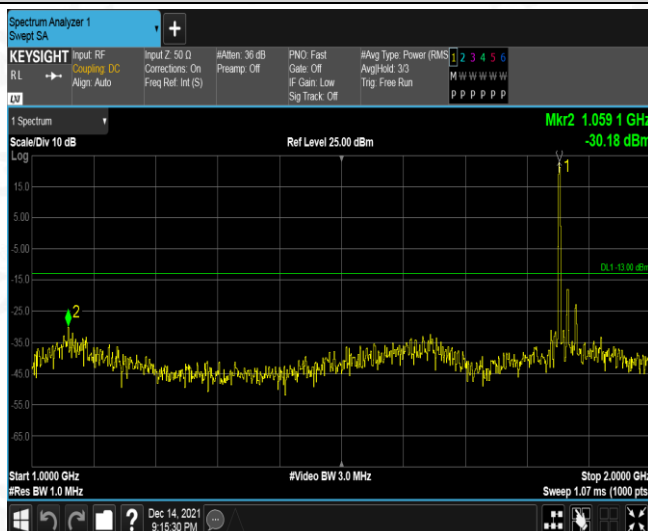 Spectrum Analyzer 1
Swept SA
+
KEYSIGHT Input: RF Input Z: 50 Ω #Atten: 36 dB PNO: Fast #Avg Type: Power (RMS 1 2 3 4 5 6
RL Coupling: DC Corrections: On Preamp: Off Gate: Off Avg|Hold: 3/3 M W W W W W
Align: Auto Freq Ref: Int (S) IF Gain: Low Trig: Free Run
Sig Track: Off P P P P P P
LXI
1 Spectrum Mkr2 1.059 1 GHz
Scale/Div 10 dB Ref Level 25.00 dBm -30.18 dBm
Log
1
15.0
5.00
-5.00
DL1 -13.00 dBm
-15.0
-25.0
2
-35.0
-45.0
-55.0
-65.0
Start 1.0000 GHz #Video BW 3.0 MHz Stop 2.0000 GHz
#Res BW 1.0 MHz Sweep 1.07 ms (1000 pts
? Dec 14, 2021
9:15:30 PM